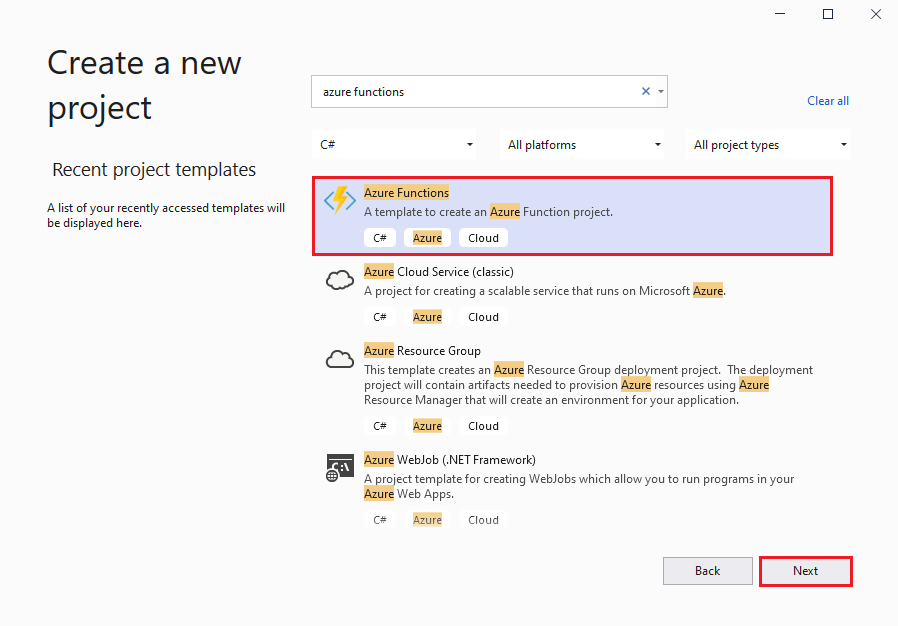 Create a new
project
azure functions
Clear all
C#
All platforms
All project types
Recent project templates
A list of your recently accessed templates will
be displayed here.
Azure Functions
A template to create an Azure Function project.
C# Azure Cloud
Azure Cloud Service (classic)
A project for creating a scalable service that runs on Microsoft Azure.
C# Azure Cloud
Azure Resource Group
This template creates an Azure Resource Group deployment project. The deployment
project will contain artifacts needed to provision Azure resources using Azure
Resource Manager that will create an environment for your application.
C# Azure Cloud
C:\
Azure WebJob (.NET Framework)
A project template for creating WebJobs which allow you to run programs in your
Azure Web Apps.
C# Azure Cloud
Back
Next